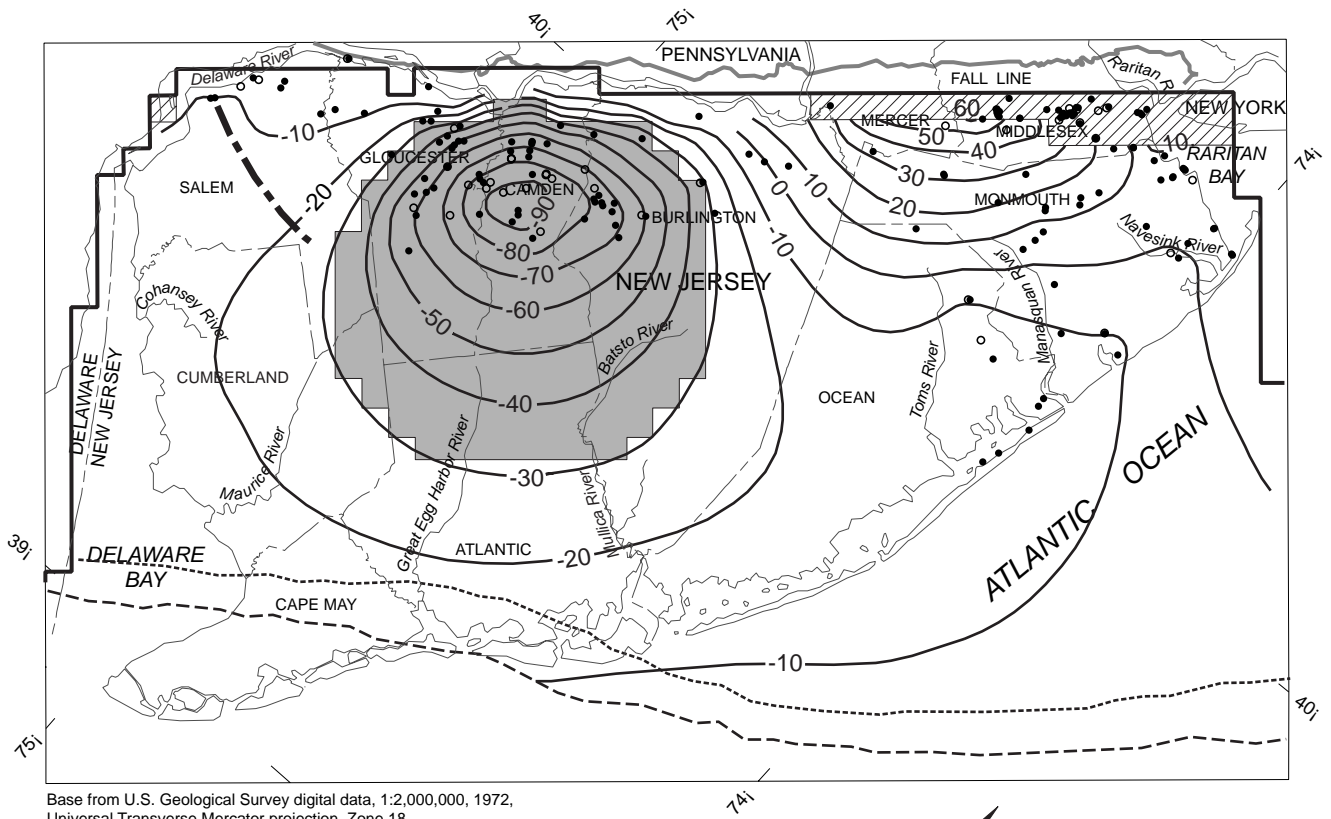 40i
75i
PENNSYLVANIA
Delaware River
FALL LINE
Raritan R
NEW YORK
60
MERCER
50
MIDDLESEX
40
10
RARITAN
BAY
74i
-10
GLOUCESTER
SALEM
-20
CAMDEN
-90
BURLINGTON
0
10
30
20
MONMOUTH
-10
Navesink River
-80
-70
NEW JERSEY
-60
-50
Cohansey River
Batsto River
Manasquan River
Toms River
DELAWARE
NEW JERSEY
CUMBERLAND
-40
OCEAN
ATLANTIC OCEAN
Maurice River
Great Egg Harbor River
-30
Mullica River
39i
DELAWARE
BAY
ATLANTIC
-20
CAPE MAY
-10
40i
75i
74i
Base from U.S. Geological Survey digital data, 1:2,000,000, 1972,
Universal Transverse Mercator projection, Zone 18